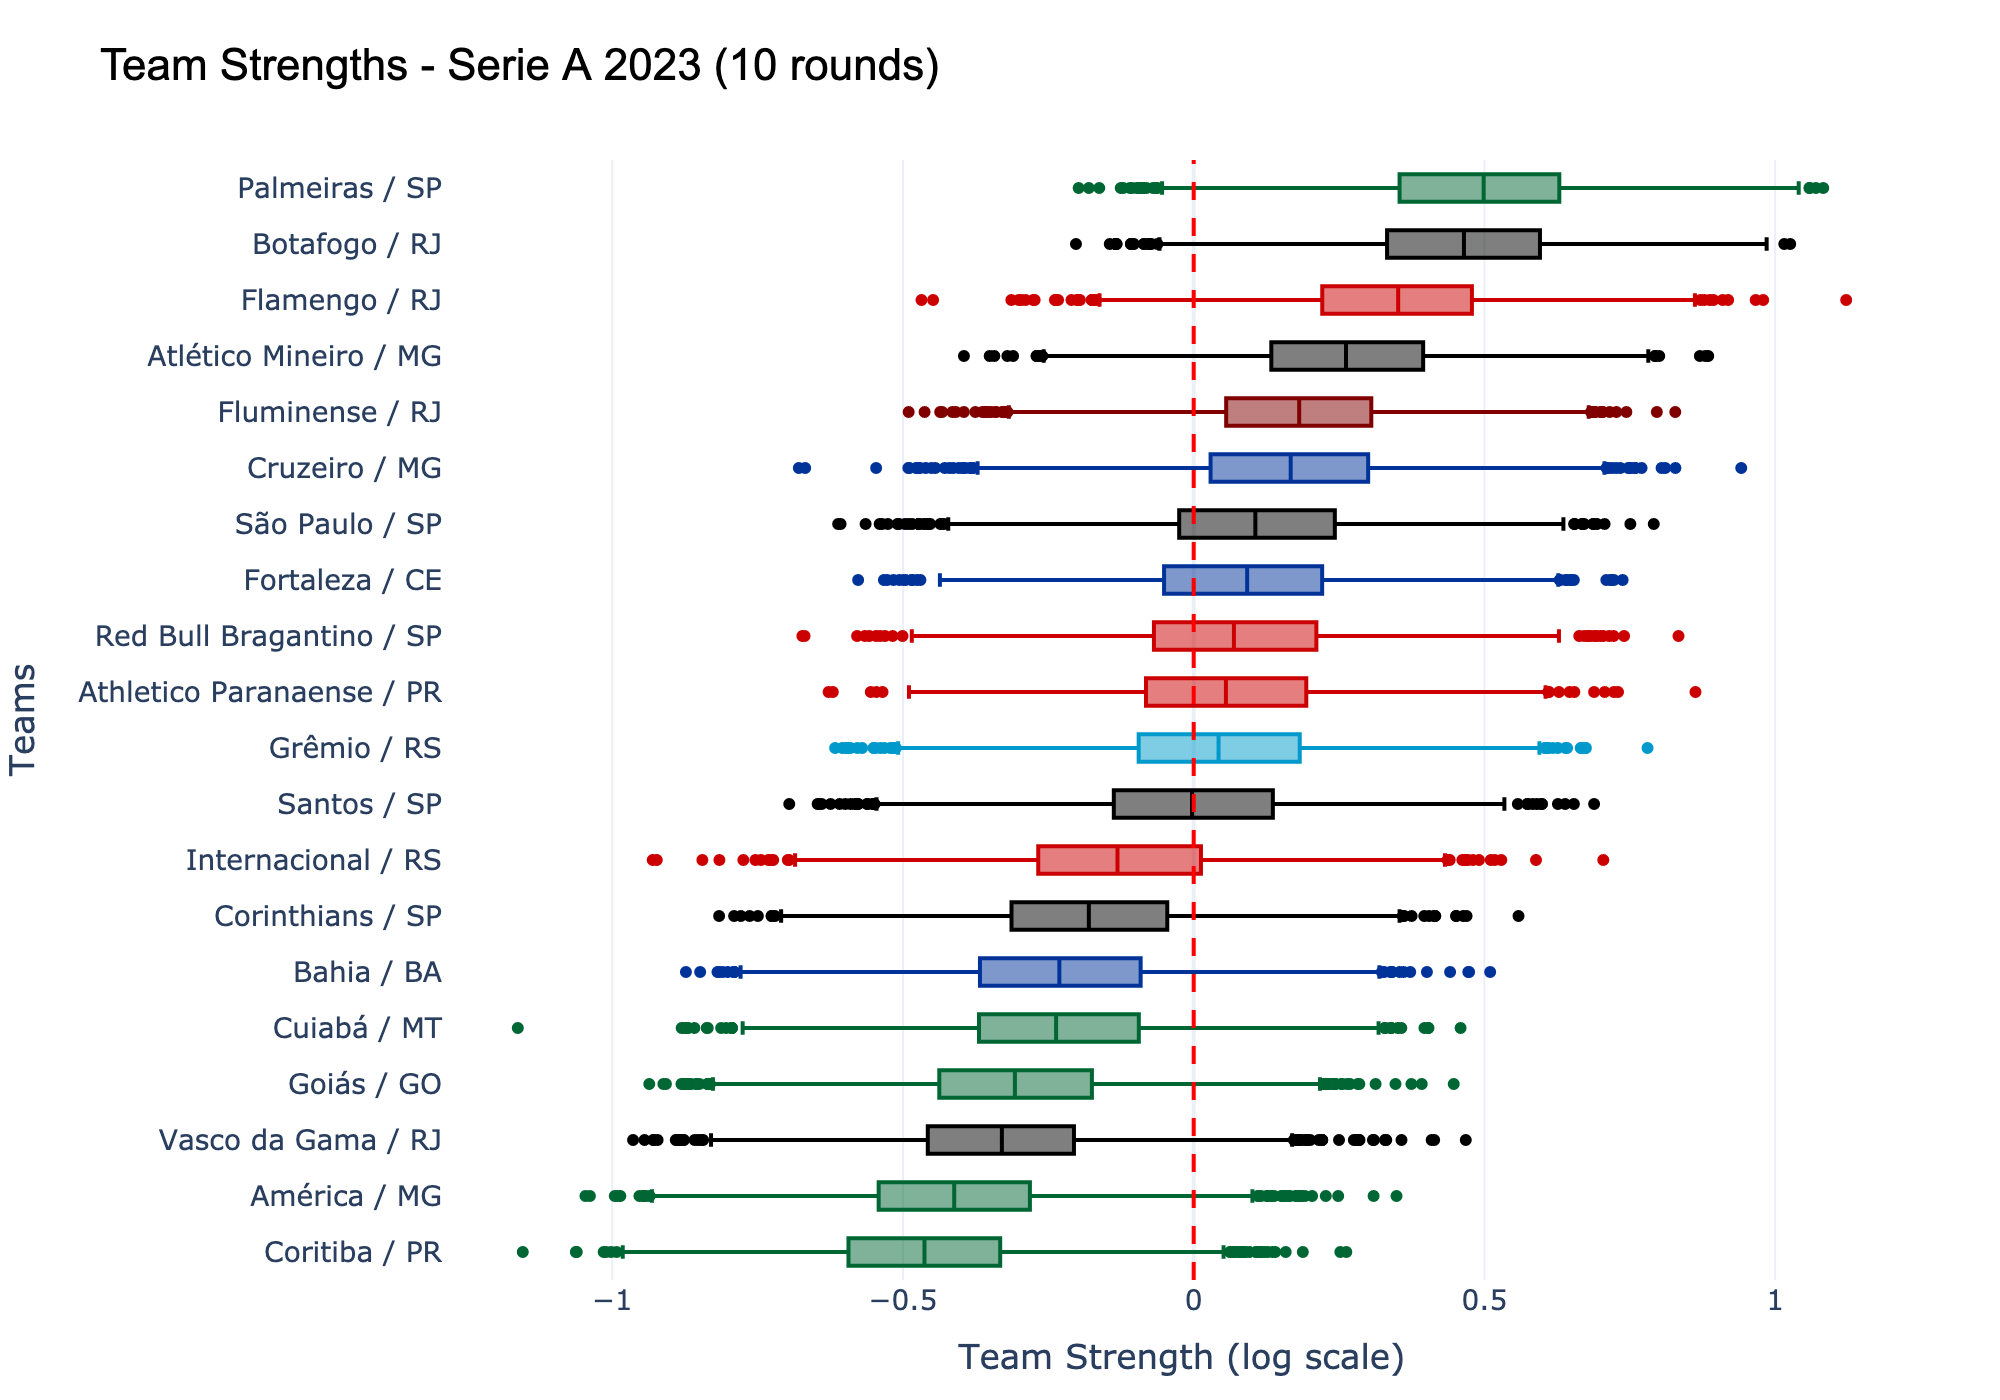 Team Strengths - Serie A 2023 (10 rounds)
Teams
Palmeiras / SP
Botafogo / RJ
Flamengo / RJ
Atlético Mineiro / MG
Fluminense / RJ
Cruzeiro / MG
São Paulo / SP
Fortaleza / CE
Red Bull Bragantino / SP
Athletico Paranaense / PR
Grêmio / RS
Santos / SP
Internacional / RS
Corinthians / SP
Bahia / BA
Cuiabá / MT
Goiás / GO
Vasco da Gama / RJ
América / MG
Coritiba / PR
−1 −0.5 0 0.5 1
Team Strength (log scale)